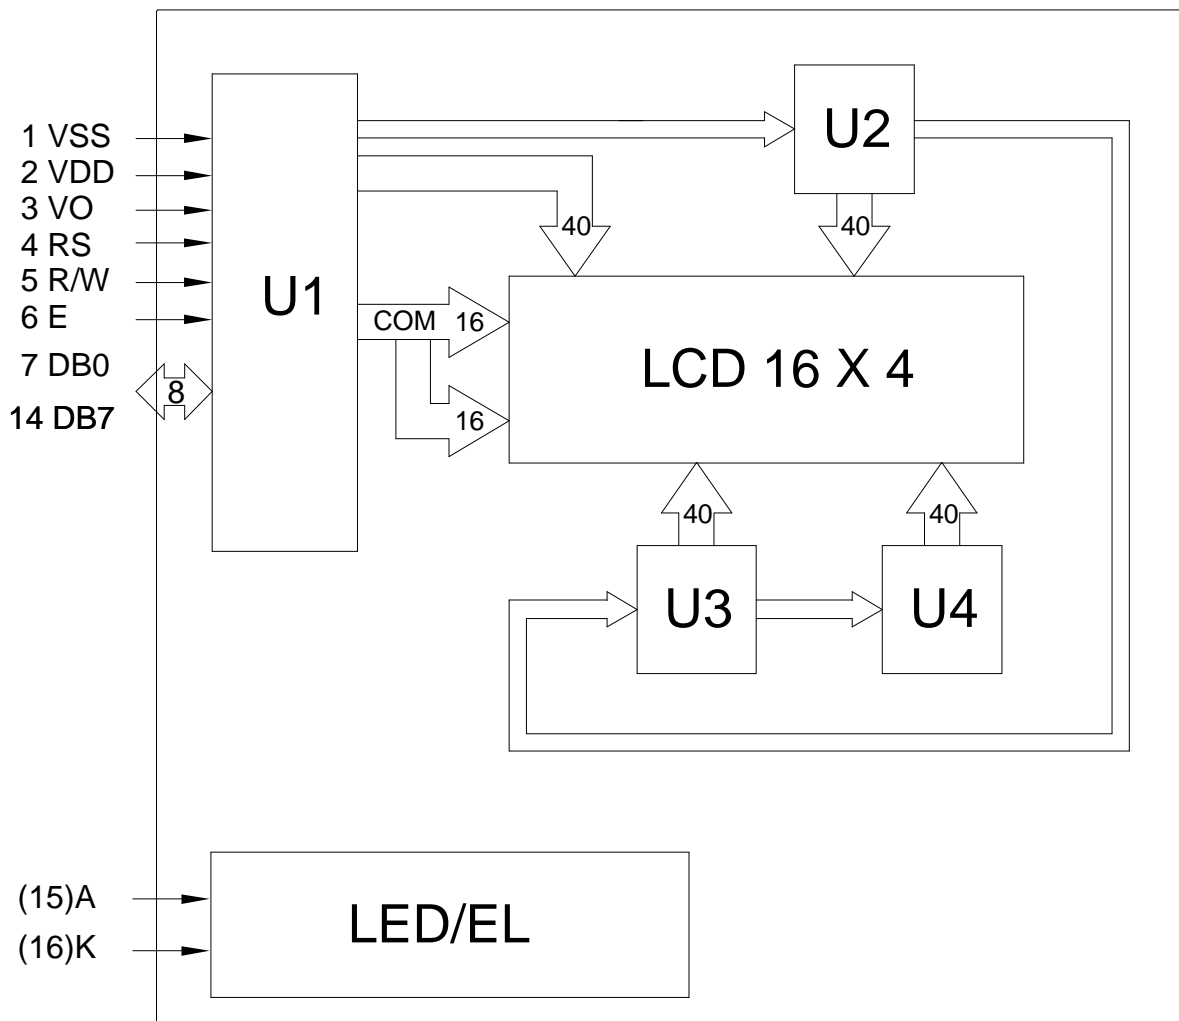 1 VSS
2 VDD
3 VO
4 RS
5 R/W
6 E
7 DB0
14 DB7
8
U1
U2
40
40
COM 16
16
LCD 16 X 4
40
40
U3
U4
(15)A
(16)K
LED/EL